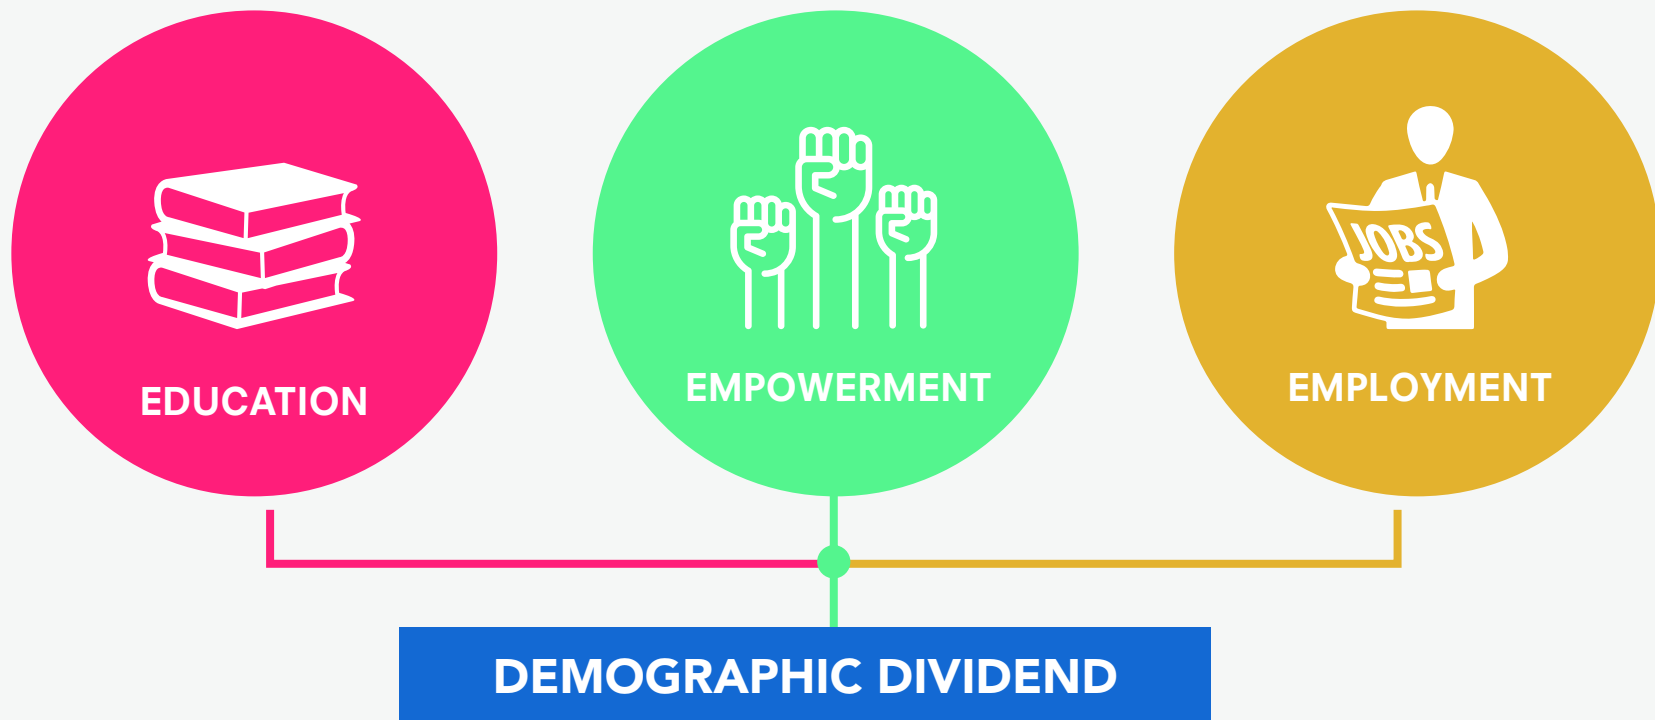 JOBS
EDUCATION
EMPOWERMENT
EMPLOYMENT
DEMOGRAPHIC DIVIDEND